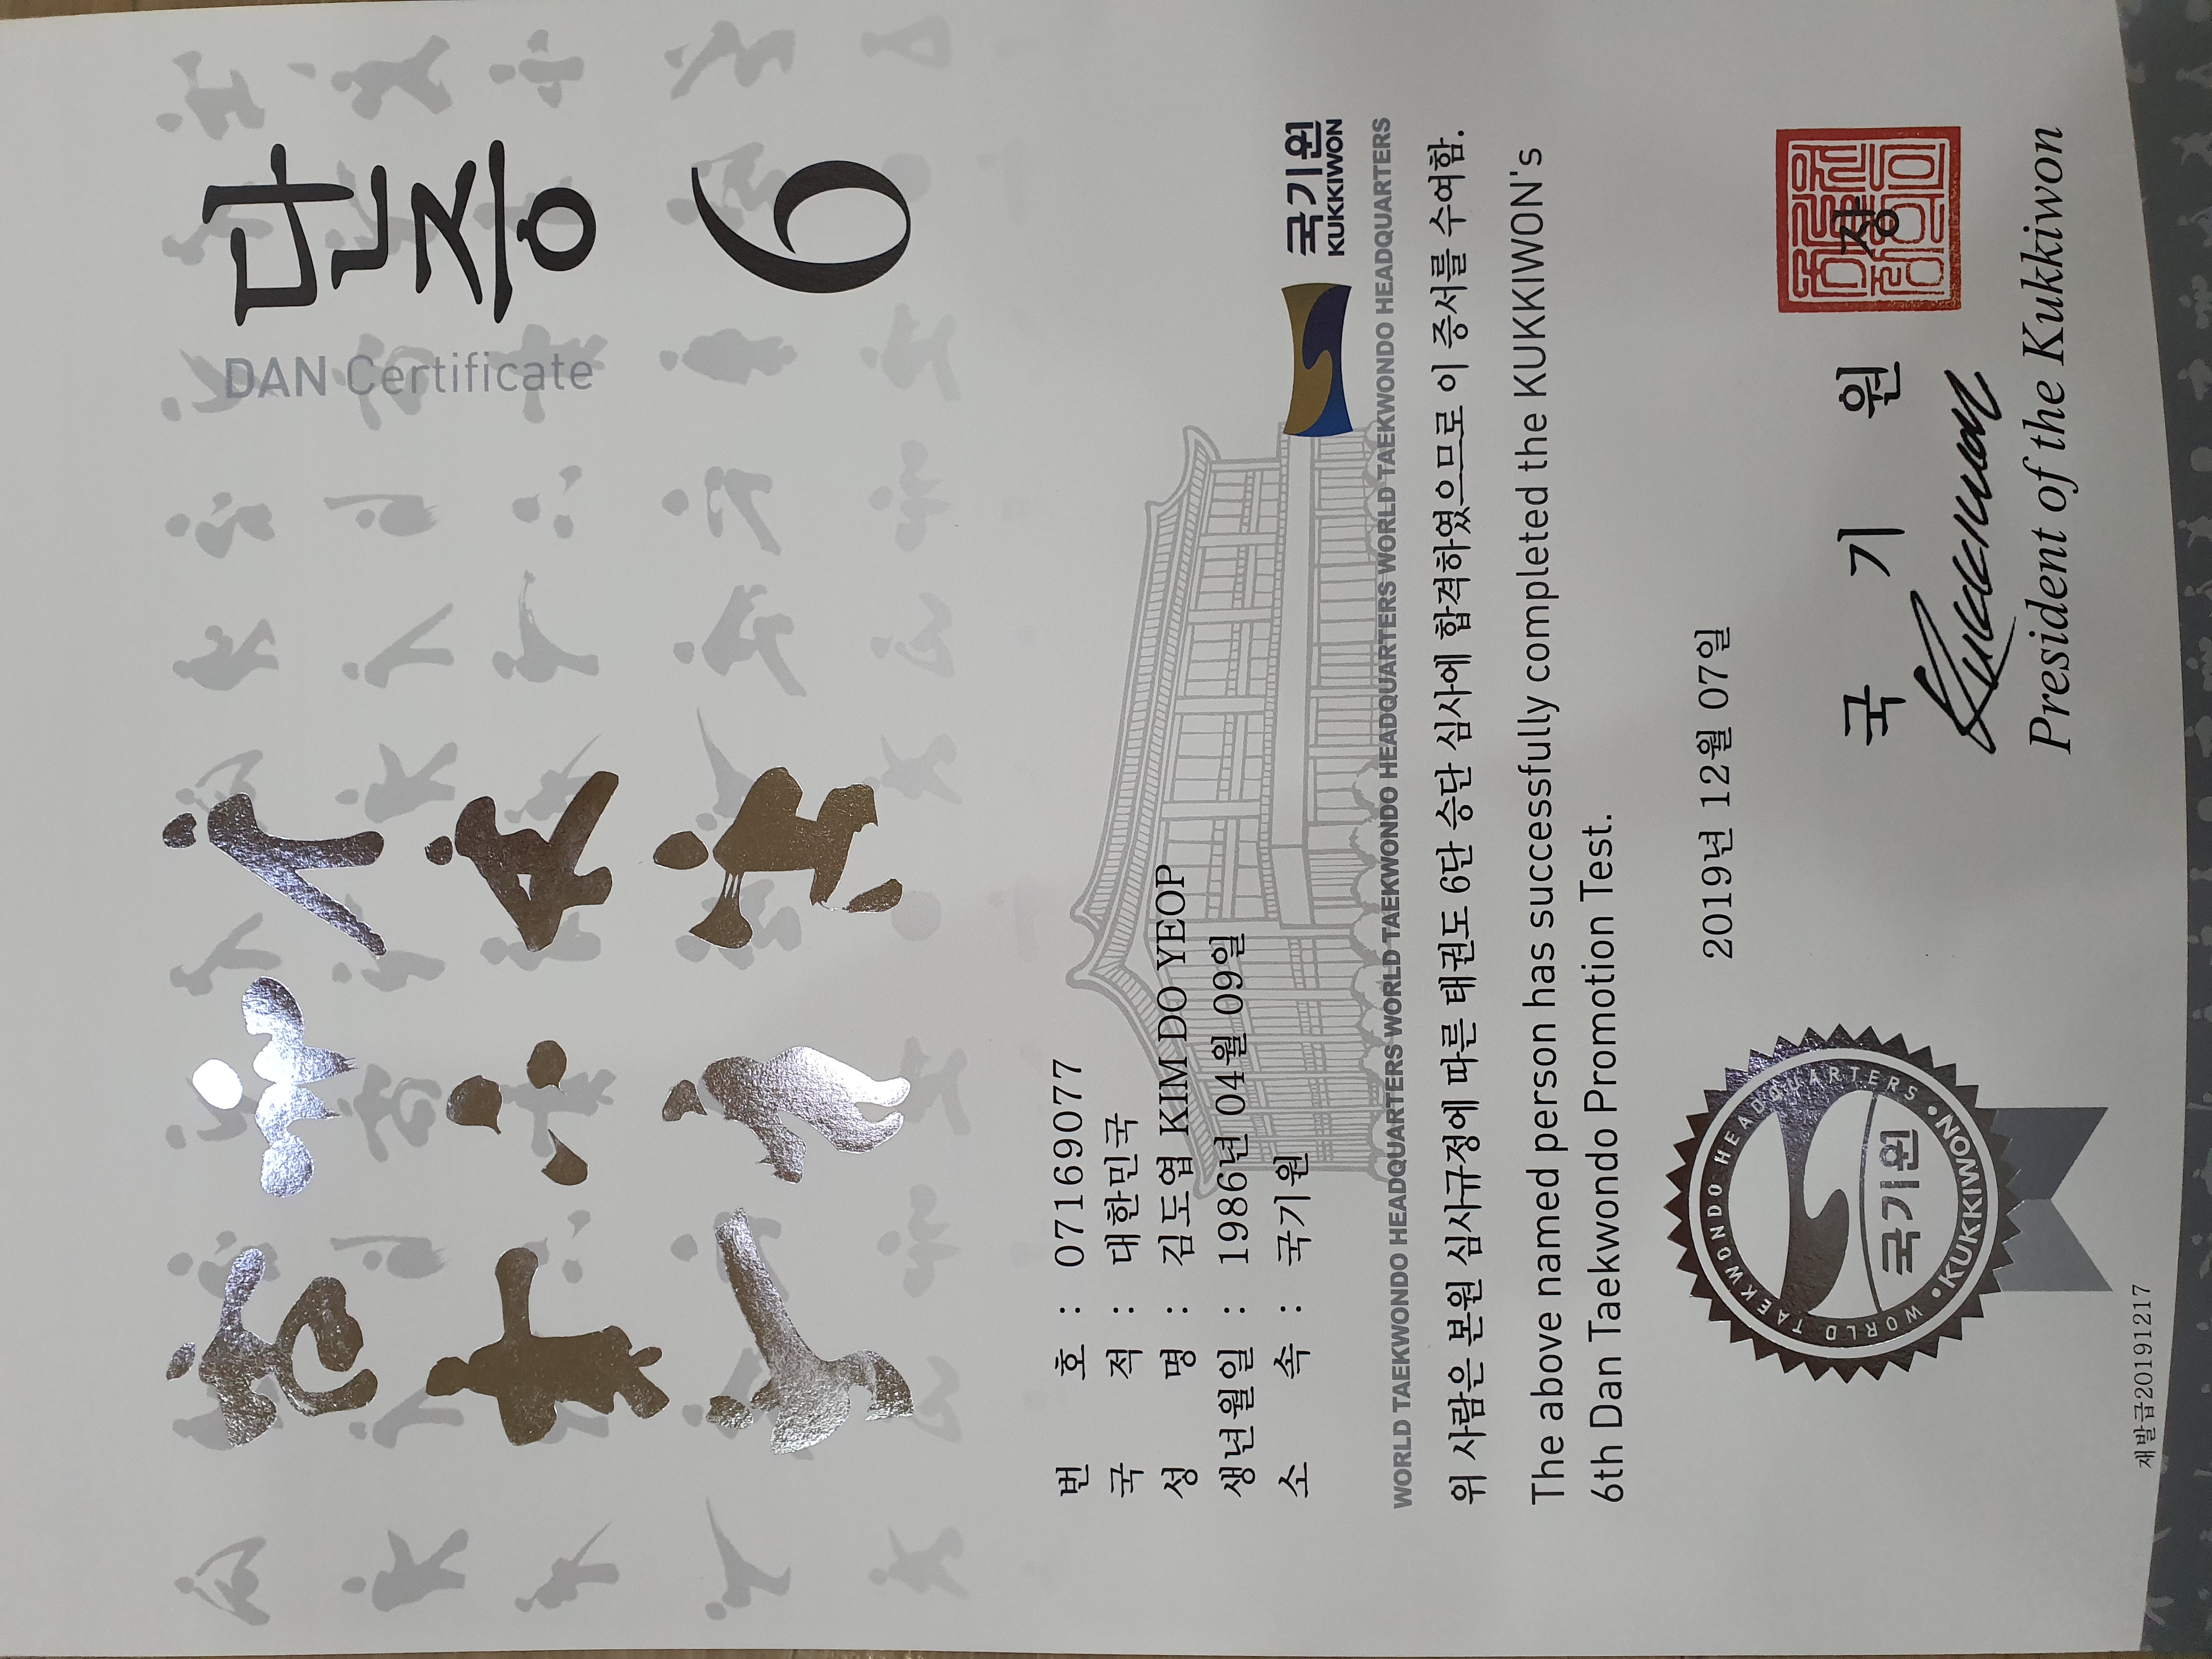 단증
DAN Certificate
6
번 호 : 07169077
국 적 : 대한민국
성 명 : 김도엽 KIM DO YEOP
생년월일 : 1986년 04월 09일
소 속 : 국기원
국기원
KUKKIWON
WORLD TAEKWONDO HEADQUARTERS WORLD TAEKWONDO HEADQUARTERS WORLD TAEKWONDO HEADQUARTERS WORLD TAEKWONDO HEADQUARTERS
위 사람은 본원 심사규정에 따른 태권도 6단 승단 심사에 합격하였으므로 이 증서를 수여함.
The above named person has successfully completed the KUKKIWON's
6th Dan Taekwondo Promotion Test.
2019년 12월 07일
국 기 원 장
President of the Kukkiwon
WORLD TAEKWONDO HEADQUARTERS
국기원
• KUKKIWON •
재발급20191217